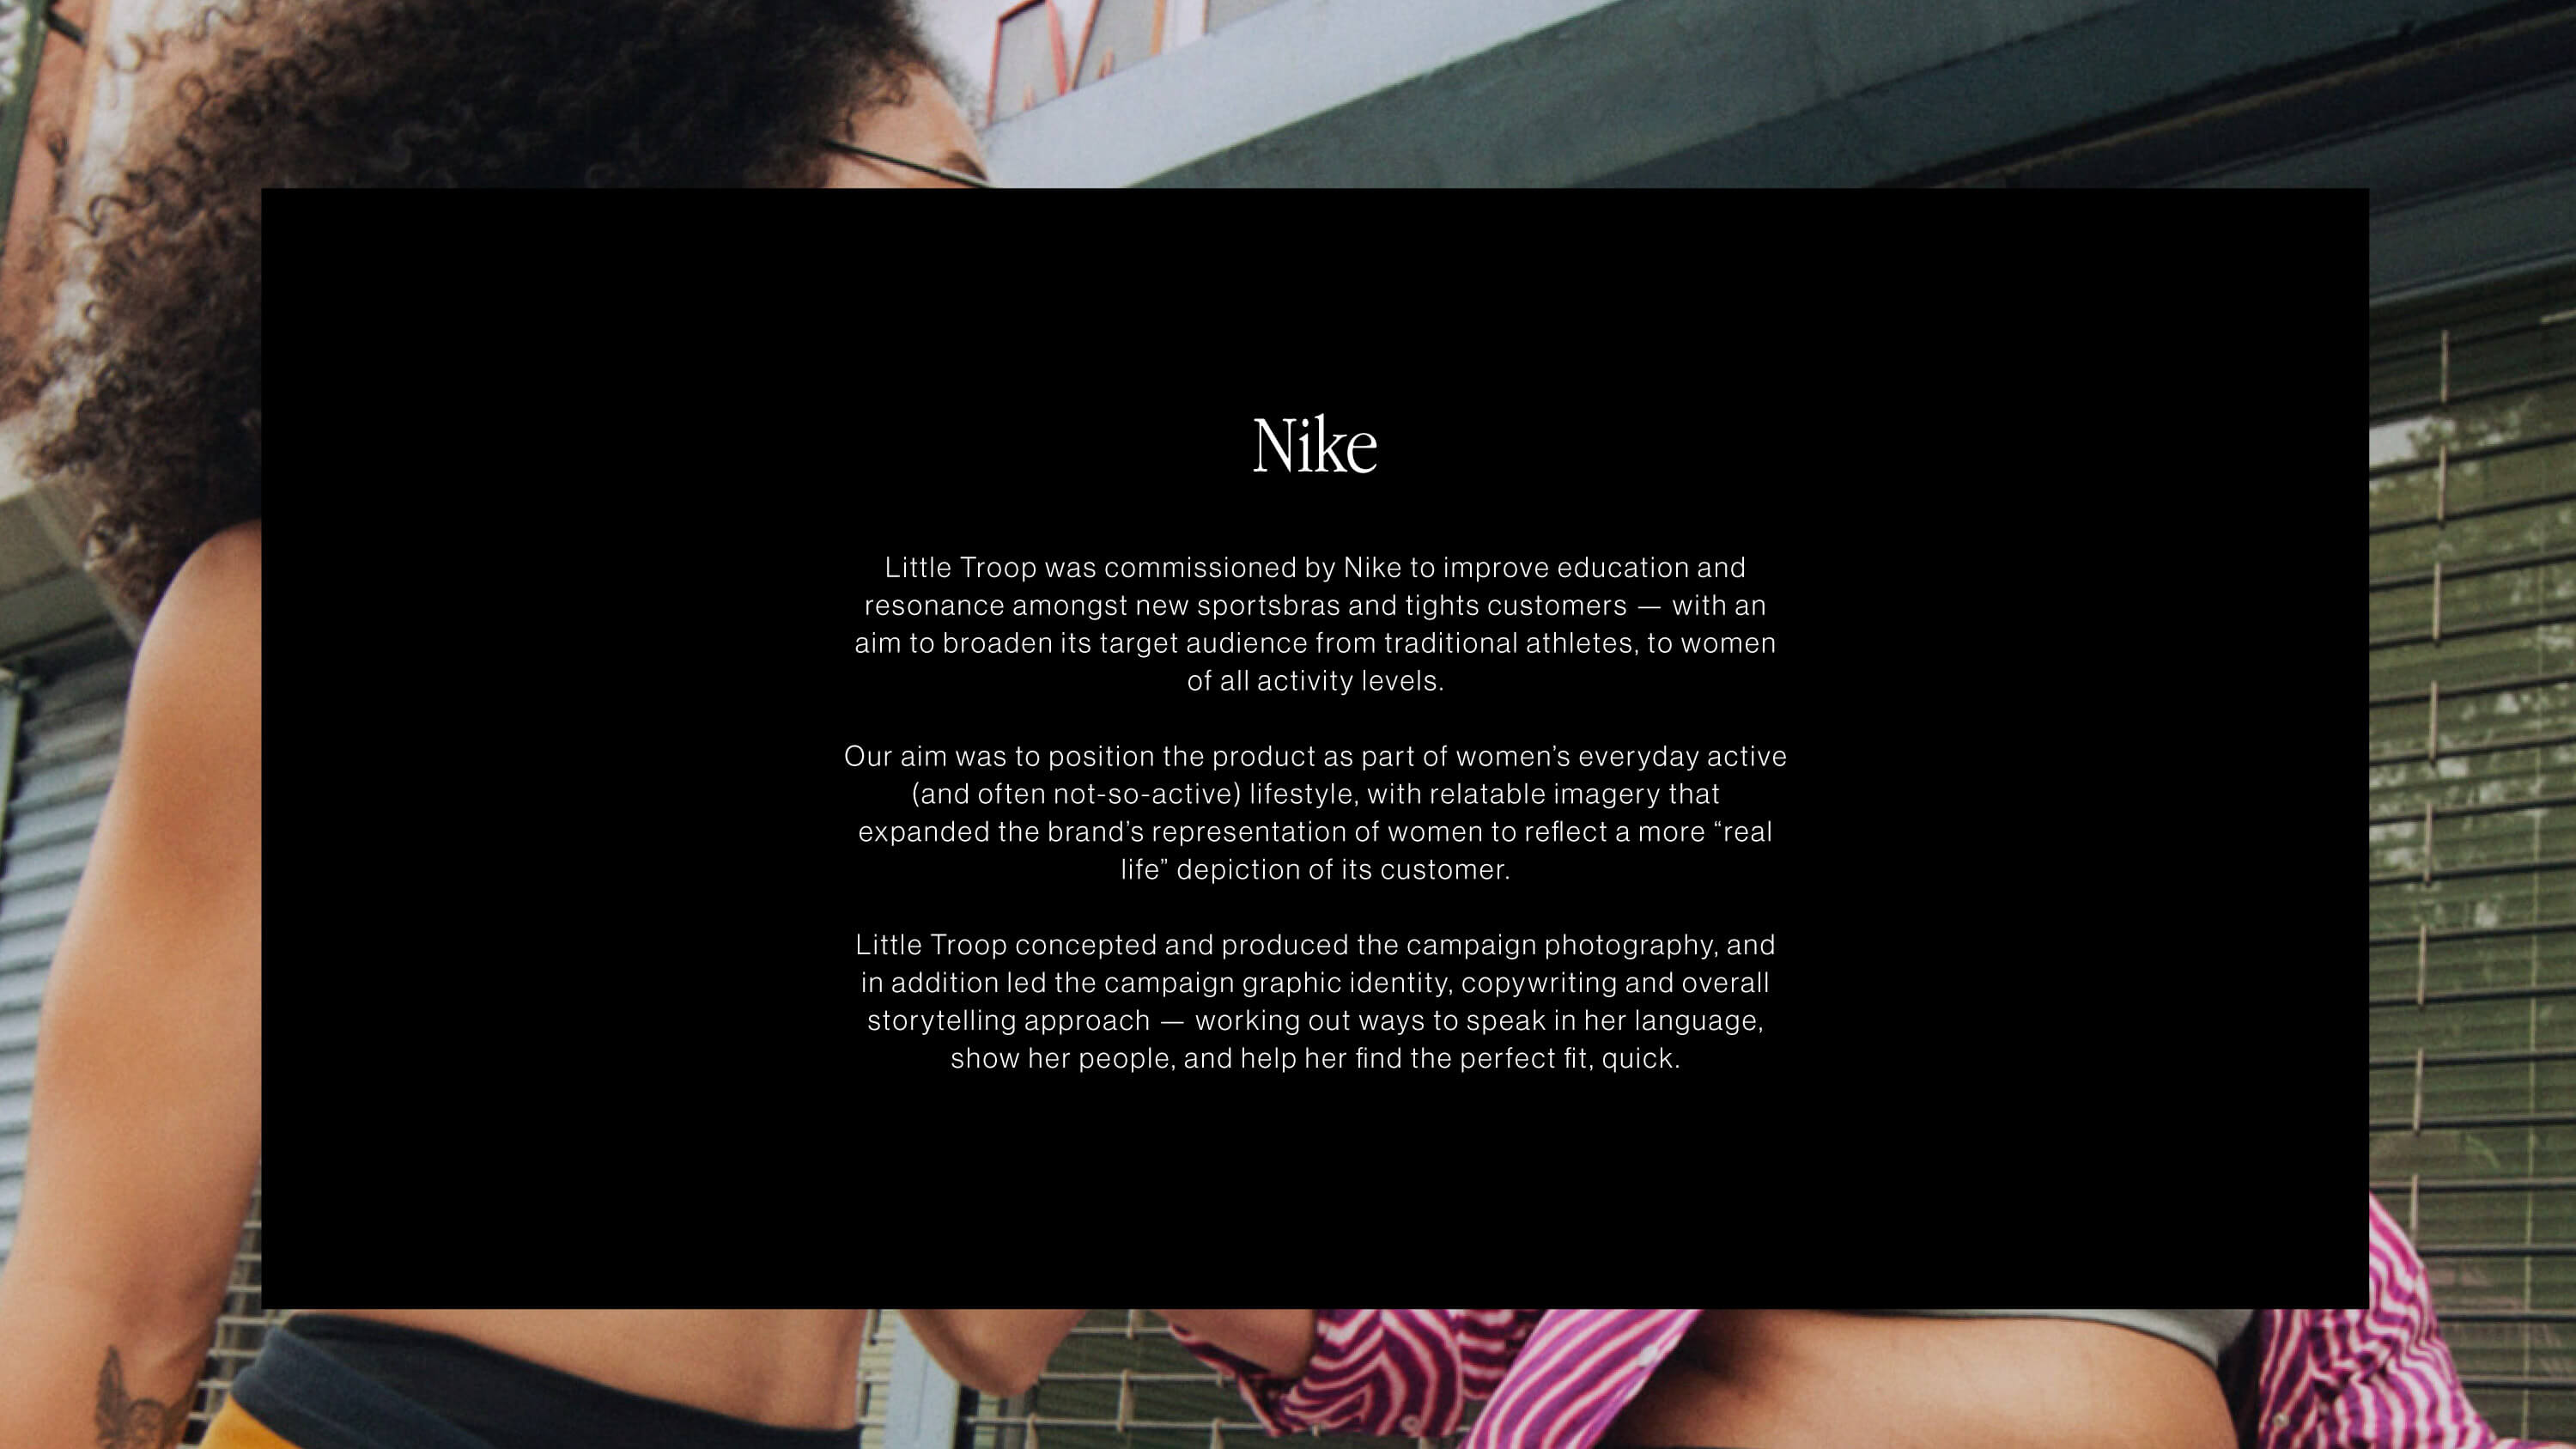 Nike
Little Troop was commissioned by Nike to improve education and
resonance amongst new sportsbras and tights customers — with an
aim to broaden its target audience from traditional athletes, to women
of all activity levels.
Our aim was to position the product as part of women’s everyday active
(and often not-so-active) lifestyle, with relatable imagery that
expanded the brand’s representation of women to reflect a more “real
life” depiction of its customer.
Little Troop concepted and produced the campaign photography, and
in addition led the campaign graphic identity, copywriting and overall
storytelling approach — working out ways to speak in her language,
show her people, and help her find the perfect fit, quick.